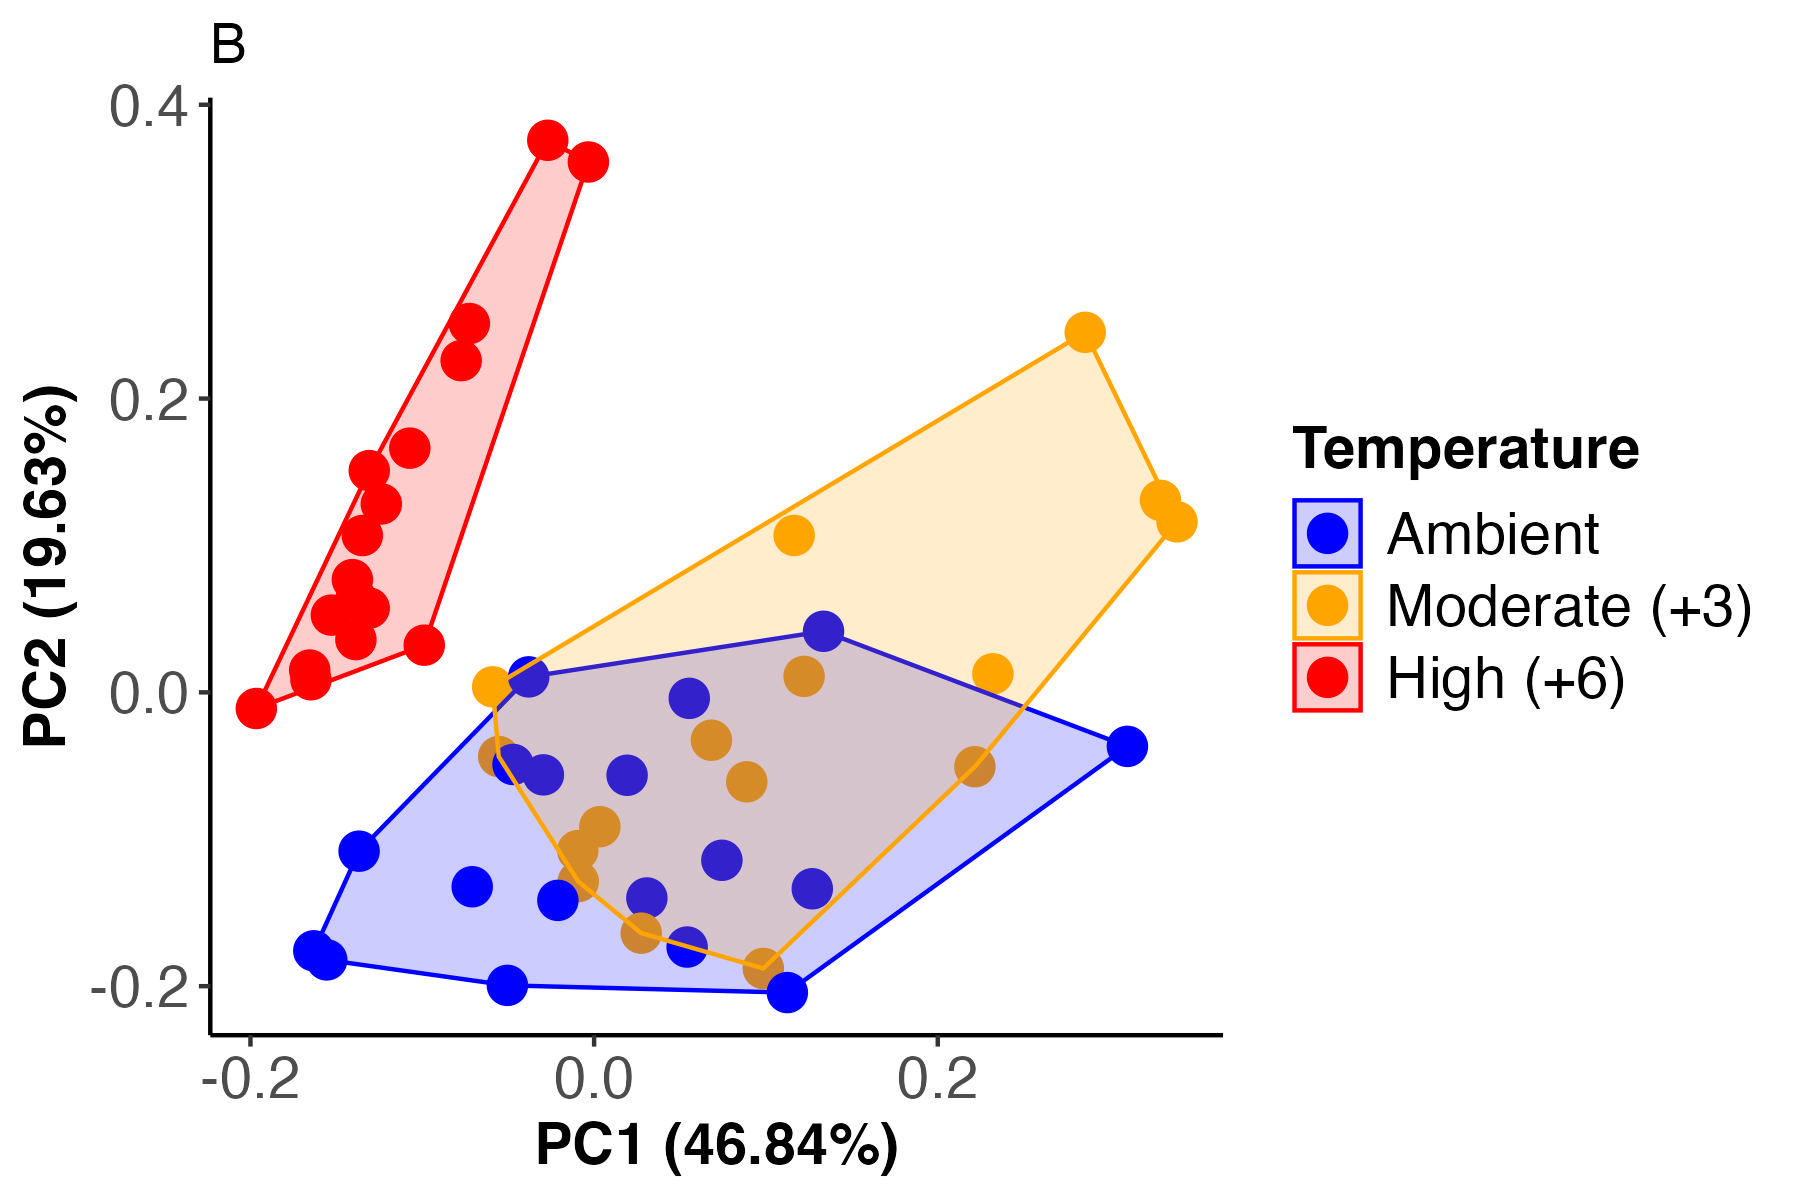 B
0.4
0.2
0.0
-0.2
PC2 (19.63%)
-0.2 0.0 0.2
PC1 (46.84%)
Temperature
Ambient
Moderate (+3)
High (+6)